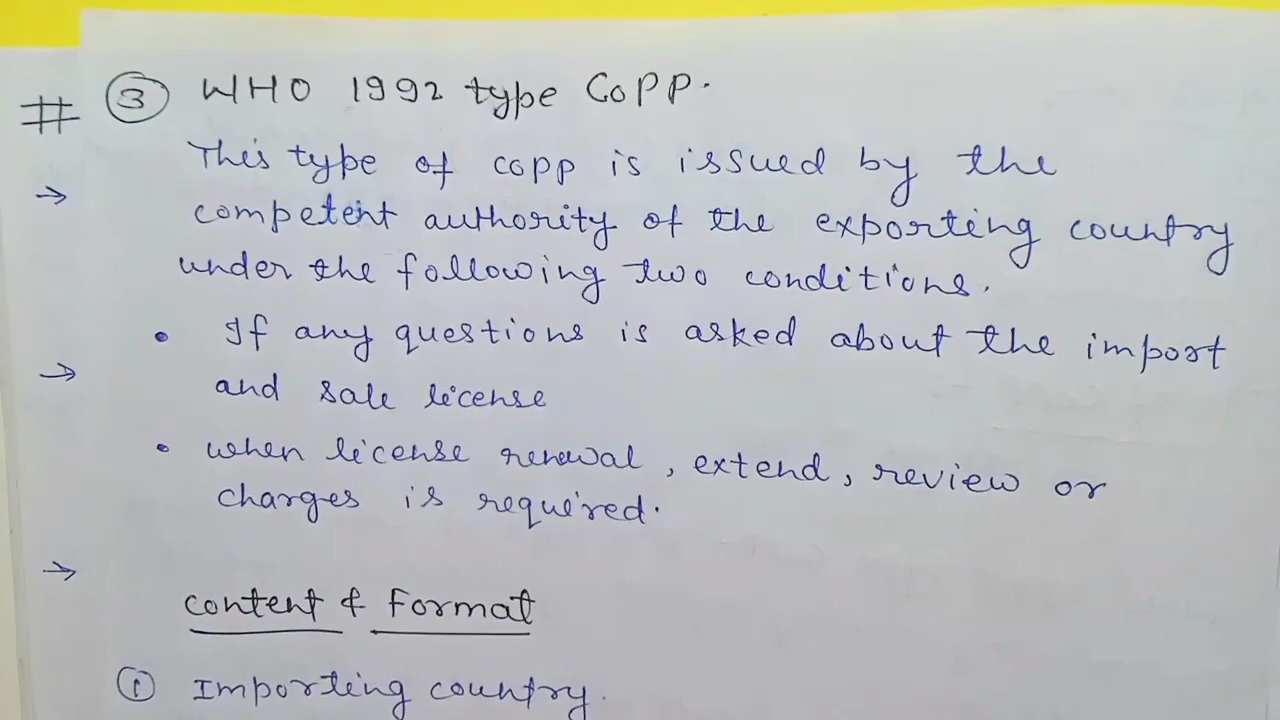 # ③ WHO 1992 type CoPP.
This type of copp is issued by the
→ competent authority of the exporting country
under the following two conditions.
• If any questions is asked about the import
→ and sale license
• when license renewal, extend, review or
charges is required.
→
Content & Format
① Importing country.